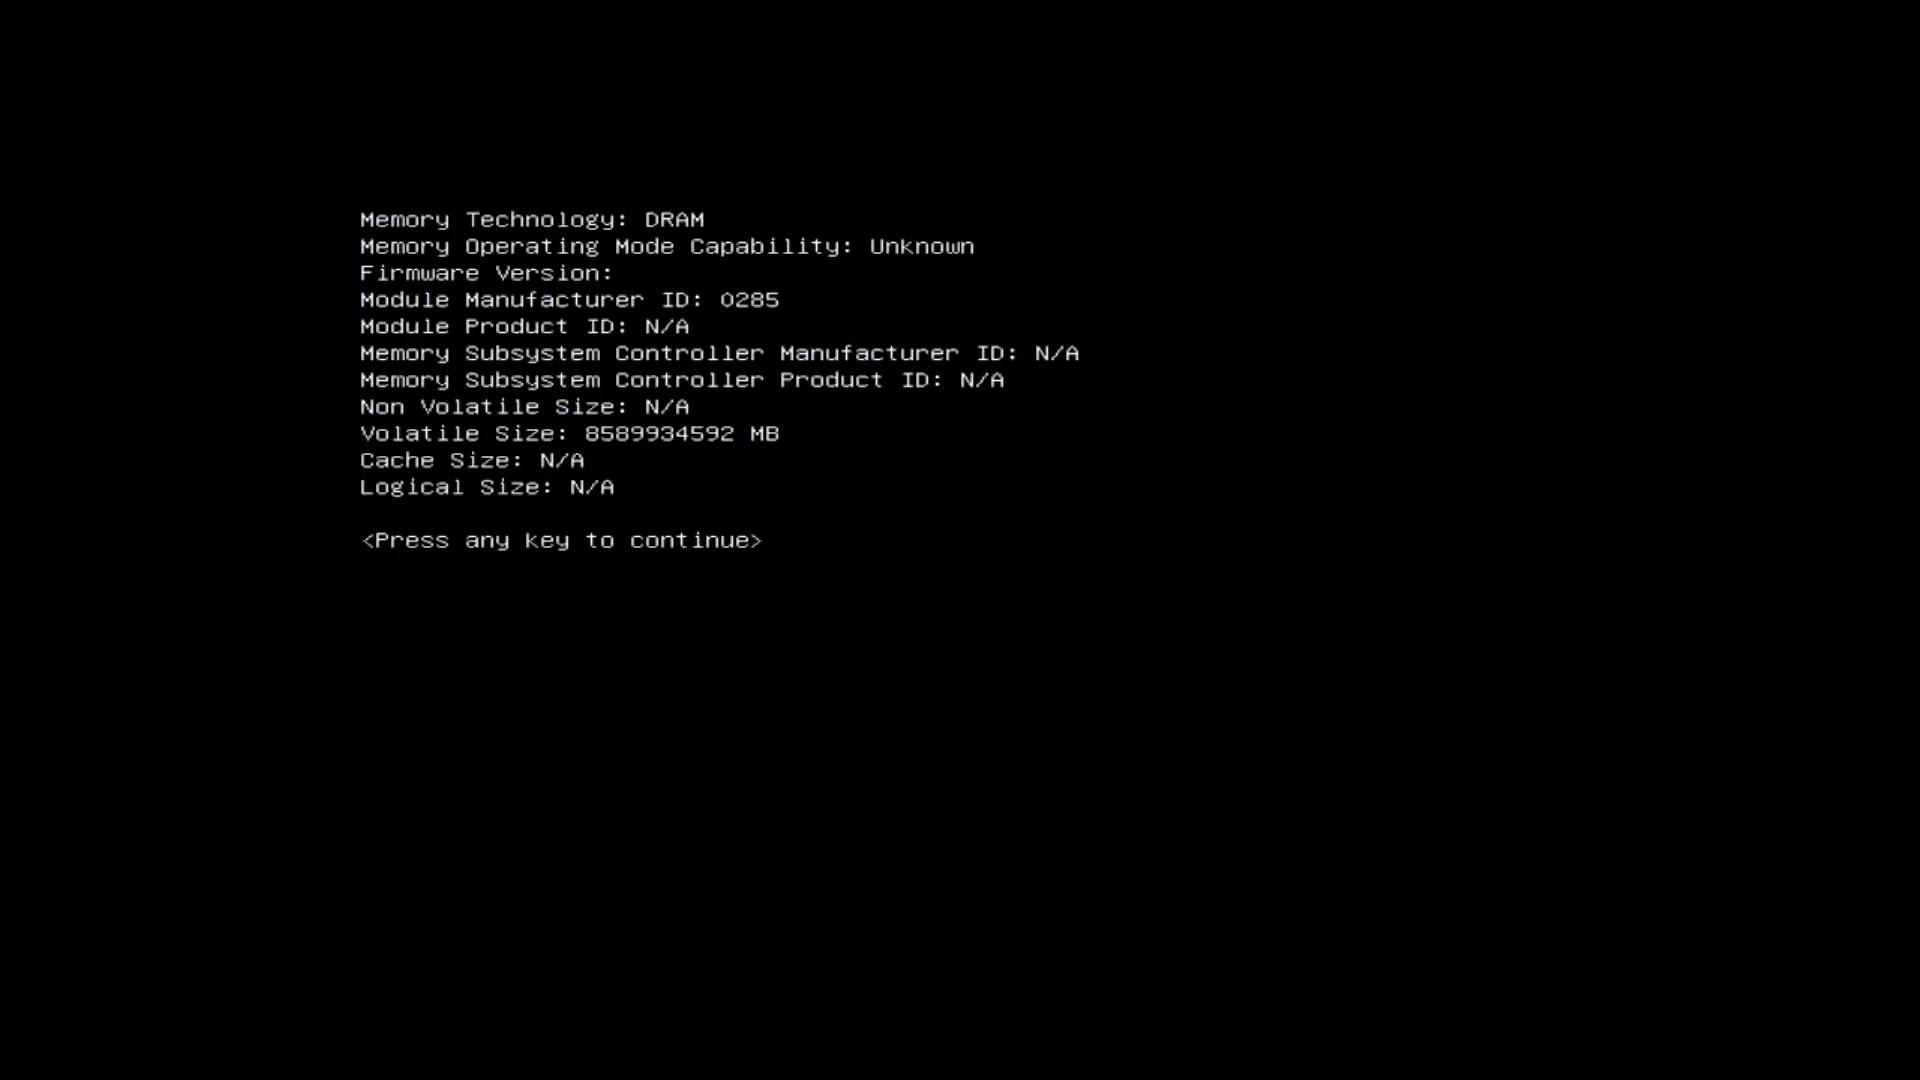 Memory Technology: DRAM
Memory Operating Mode Capability: Unknown
Firmware Version:
Module Manufacturer ID: 0285
Module Product ID: N/A
Memory Subsystem Controller Manufacturer ID: N/A
Memory Subsystem Controller Product ID: N/A
Non Volatile Size: N/A
Volatile Size: 8589934592 MB
Cache Size: N/A
Logical Size: N/A
<Press any key to continue>